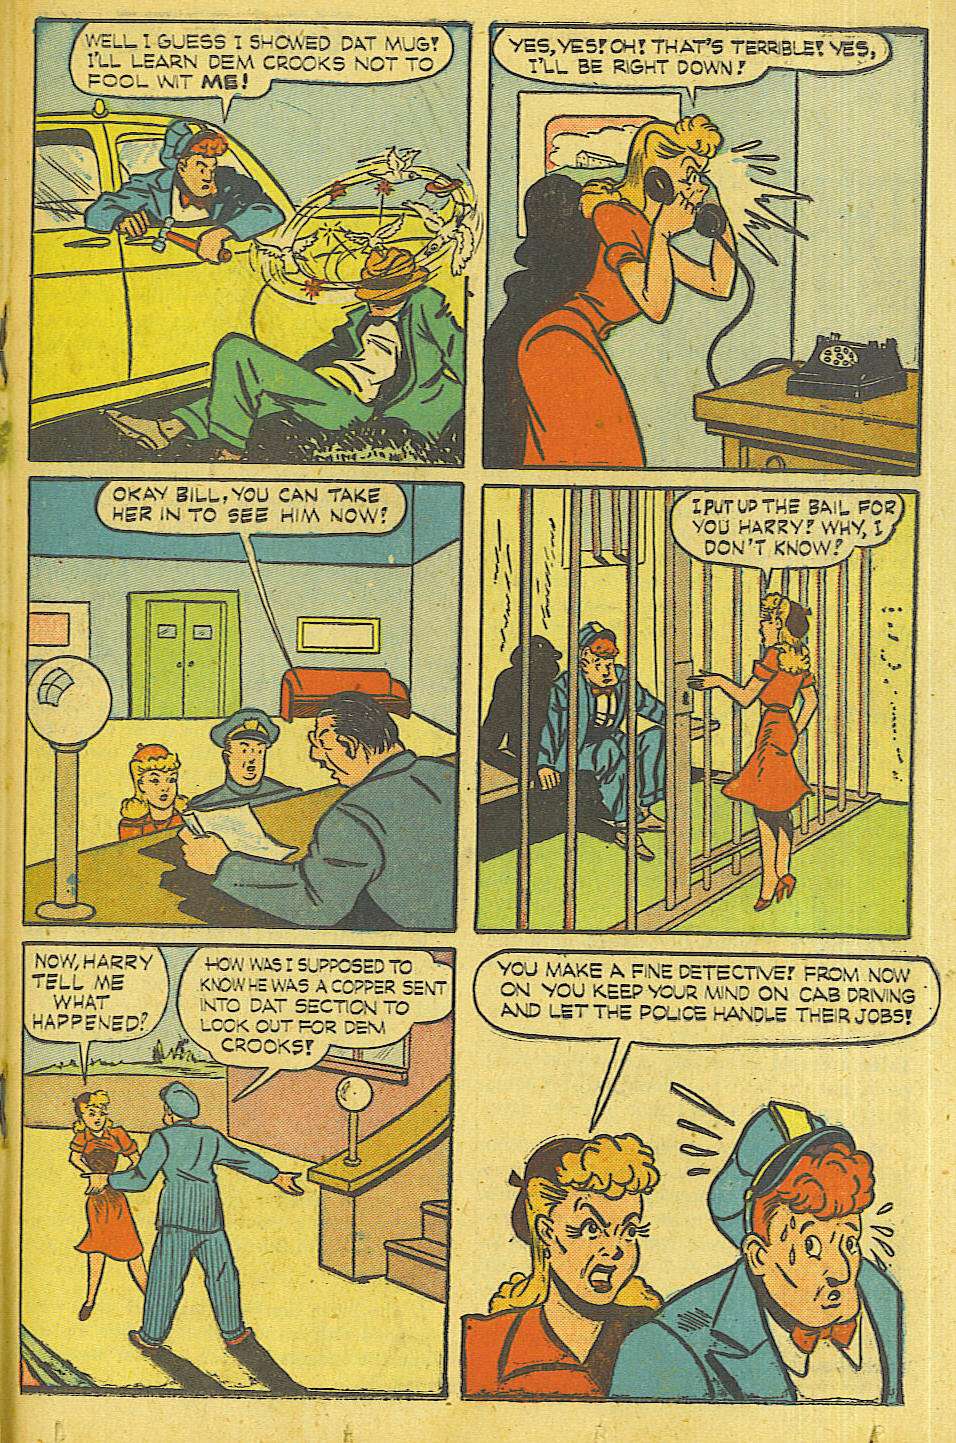 WELL I GUESS I SHOWED DAT MUG!
I'LL LEARN DEM CROOKS NOT TO
FOOL WIT ME!
YES, YES! OH! THAT'S TERRIBLE! YES,
I'LL BE RIGHT DOWN!
OKAY BILL, YOU CAN TAKE
HER IN TO SEE HIM NOW!
I PUT UP THE BAIL FOR
YOU HARRY! WHY, I
DON'T KNOW!
NOW, HARRY
TELL ME
WHAT
HAPPENED?
HOW WAS I SUPPOSED TO
KNOW HE WAS A COPPER SENT
INTO DAT SECTION TO
LOOK OUT FOR DEM
CROOKS!
YOU MAKE A FINE DETECTIVE! FROM NOW
ON YOU KEEP YOUR MIND ON CAB DRIVING
AND LET THE POLICE HANDLE THEIR JOBS!